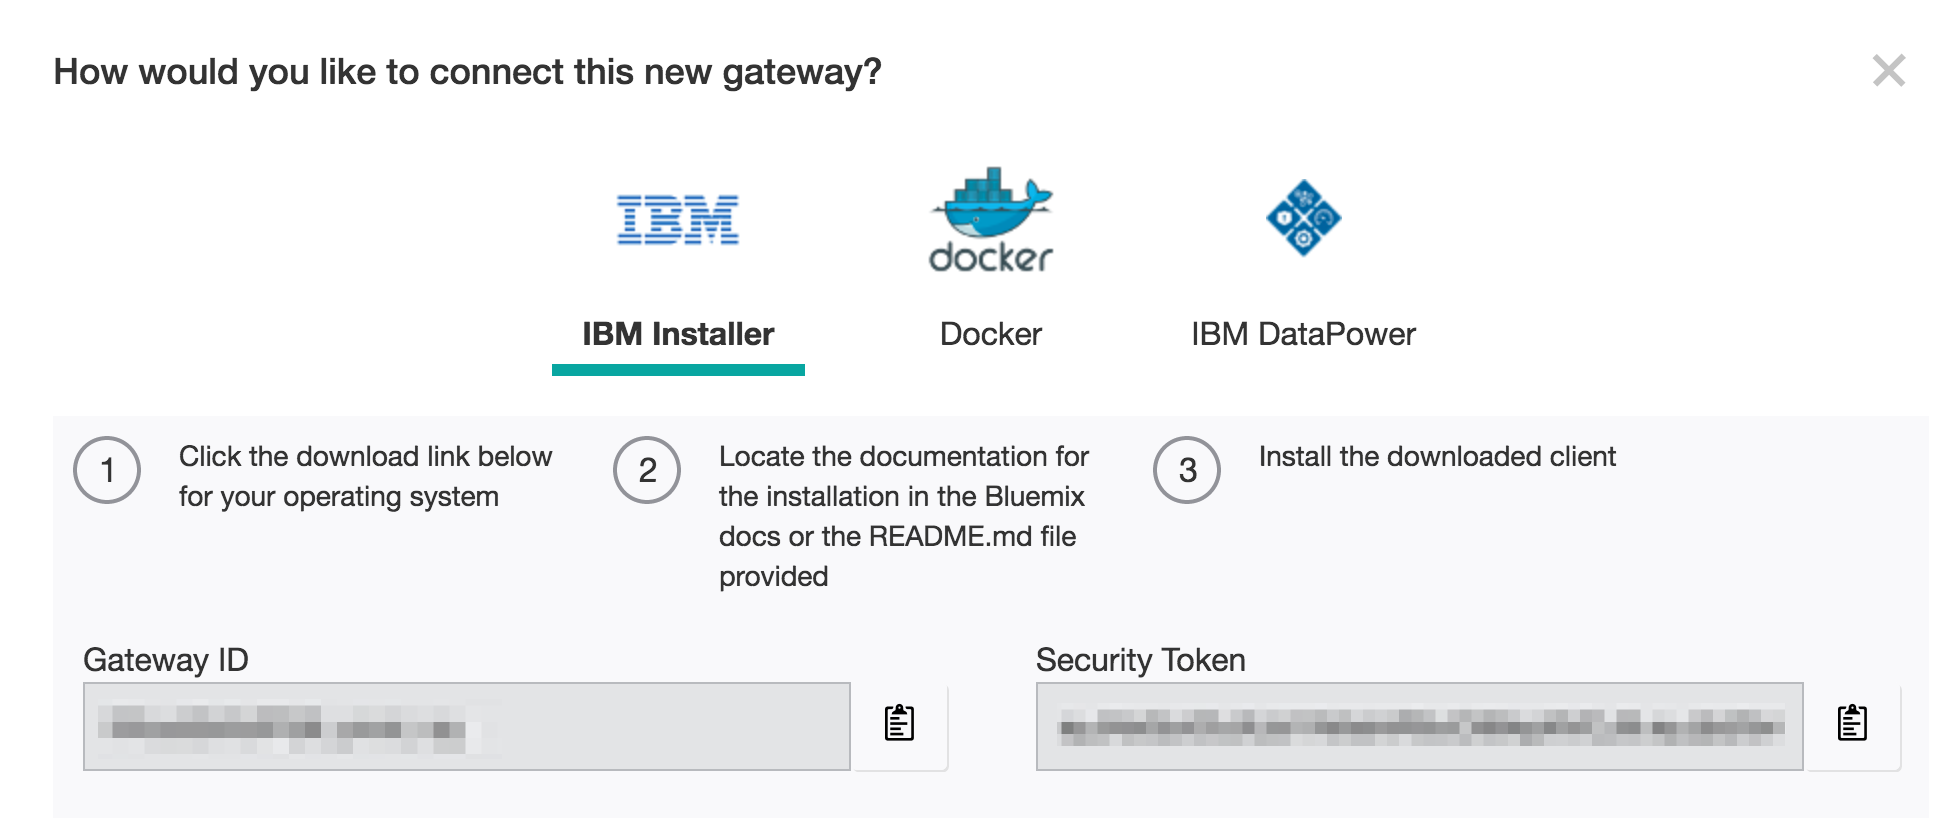 How would you like to connect this new gateway?
IBM
docker
IBM Installer
Docker
IBM DataPower
1
Click the download link below
for your operating system
2
Locate the documentation for
the installation in the Bluemix
docs or the README.md file
provided
3
Install the downloaded client
Gateway ID
Security Token